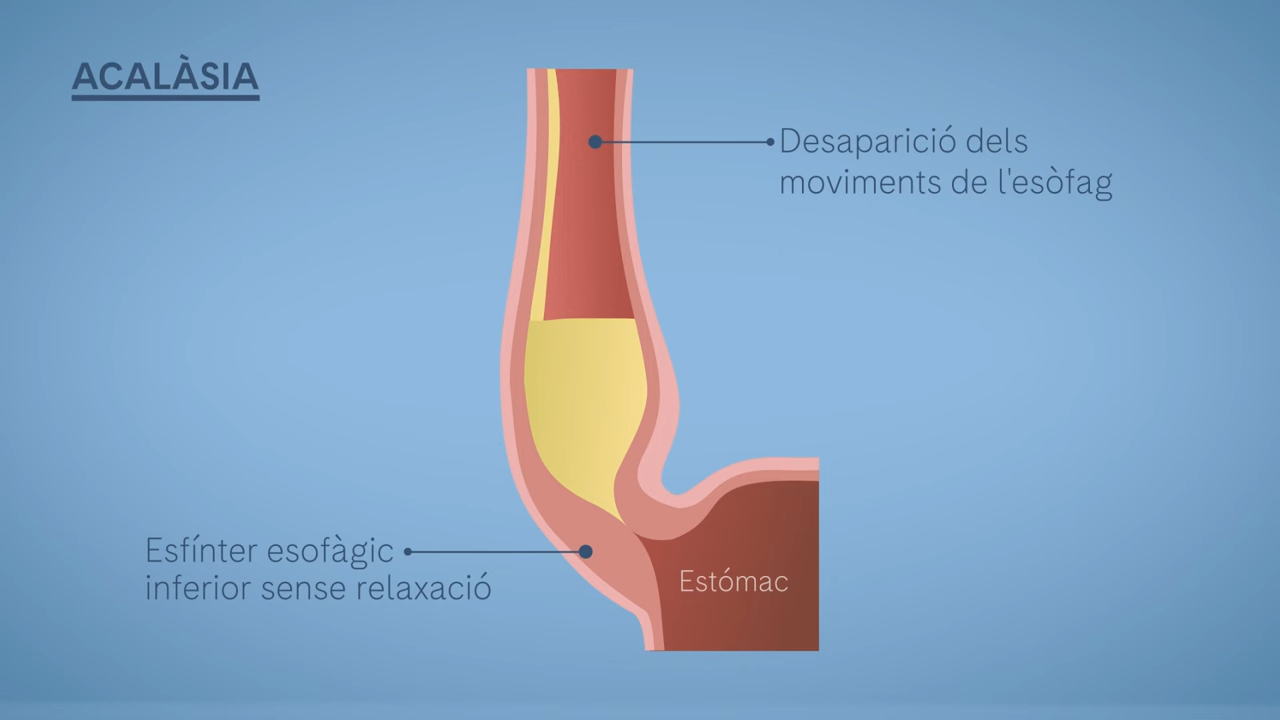 ACALÀSIA
Desaparició dels
moviments de l'esòfag
Esfínter esofàgic
inferior sense relaxació
Estómac